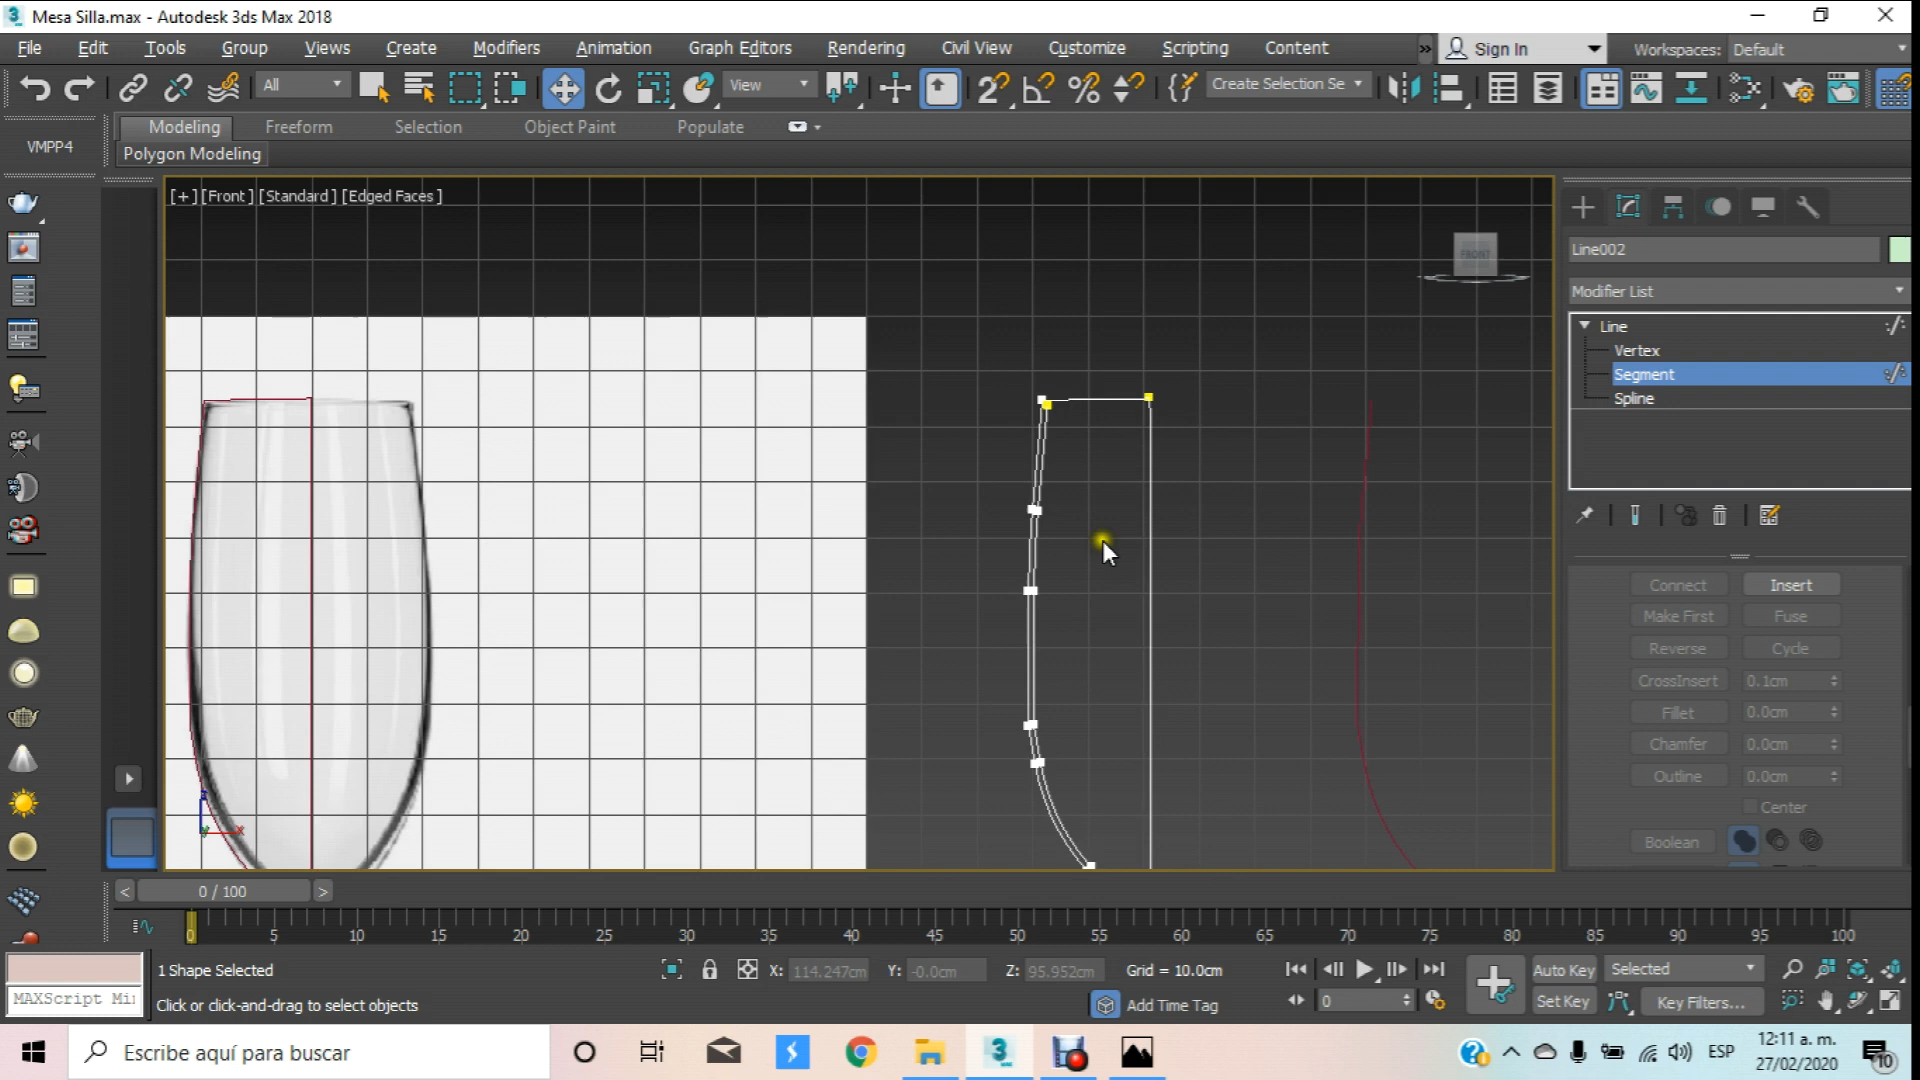 Mesa Silla.max - Autodesk 3ds Max 2018
File Edit Tools Group Views Create Modifiers Animation Graph Editors Rendering Civil View Customize Scripting Content Sign In Workspaces: Default
All View Create Selection Se
VMPP4 Modeling Freeform Selection Object Paint Populate
Polygon Modeling
[+][Front][Standard][Edged Faces]
FRONT
Line002
Modifier List
Line
Vertex
Segment
Spline
Connect Insert
Make First Fuse
Reverse Cycle
CrossInsert 0.1cm
Fillet 0.0cm
Chamfer 0.0cm
Outline 0.0cm
Center
Boolean
0 / 100
0 5 10 15 20 25 30 35 40 45 50 55 60 65 70 75 80 85 90 95 100
1 Shape Selected X: 114.247cm Y: -0.0cm Z: 95.952cm Grid = 10.0cm Auto Key Selected
MAXScript Mi Click or click-and-drag to select objects Add Time Tag 0 Set Key Key Filters...
Escribe aquí para buscar
ESP 12:11 a. m.
27/02/2020
10